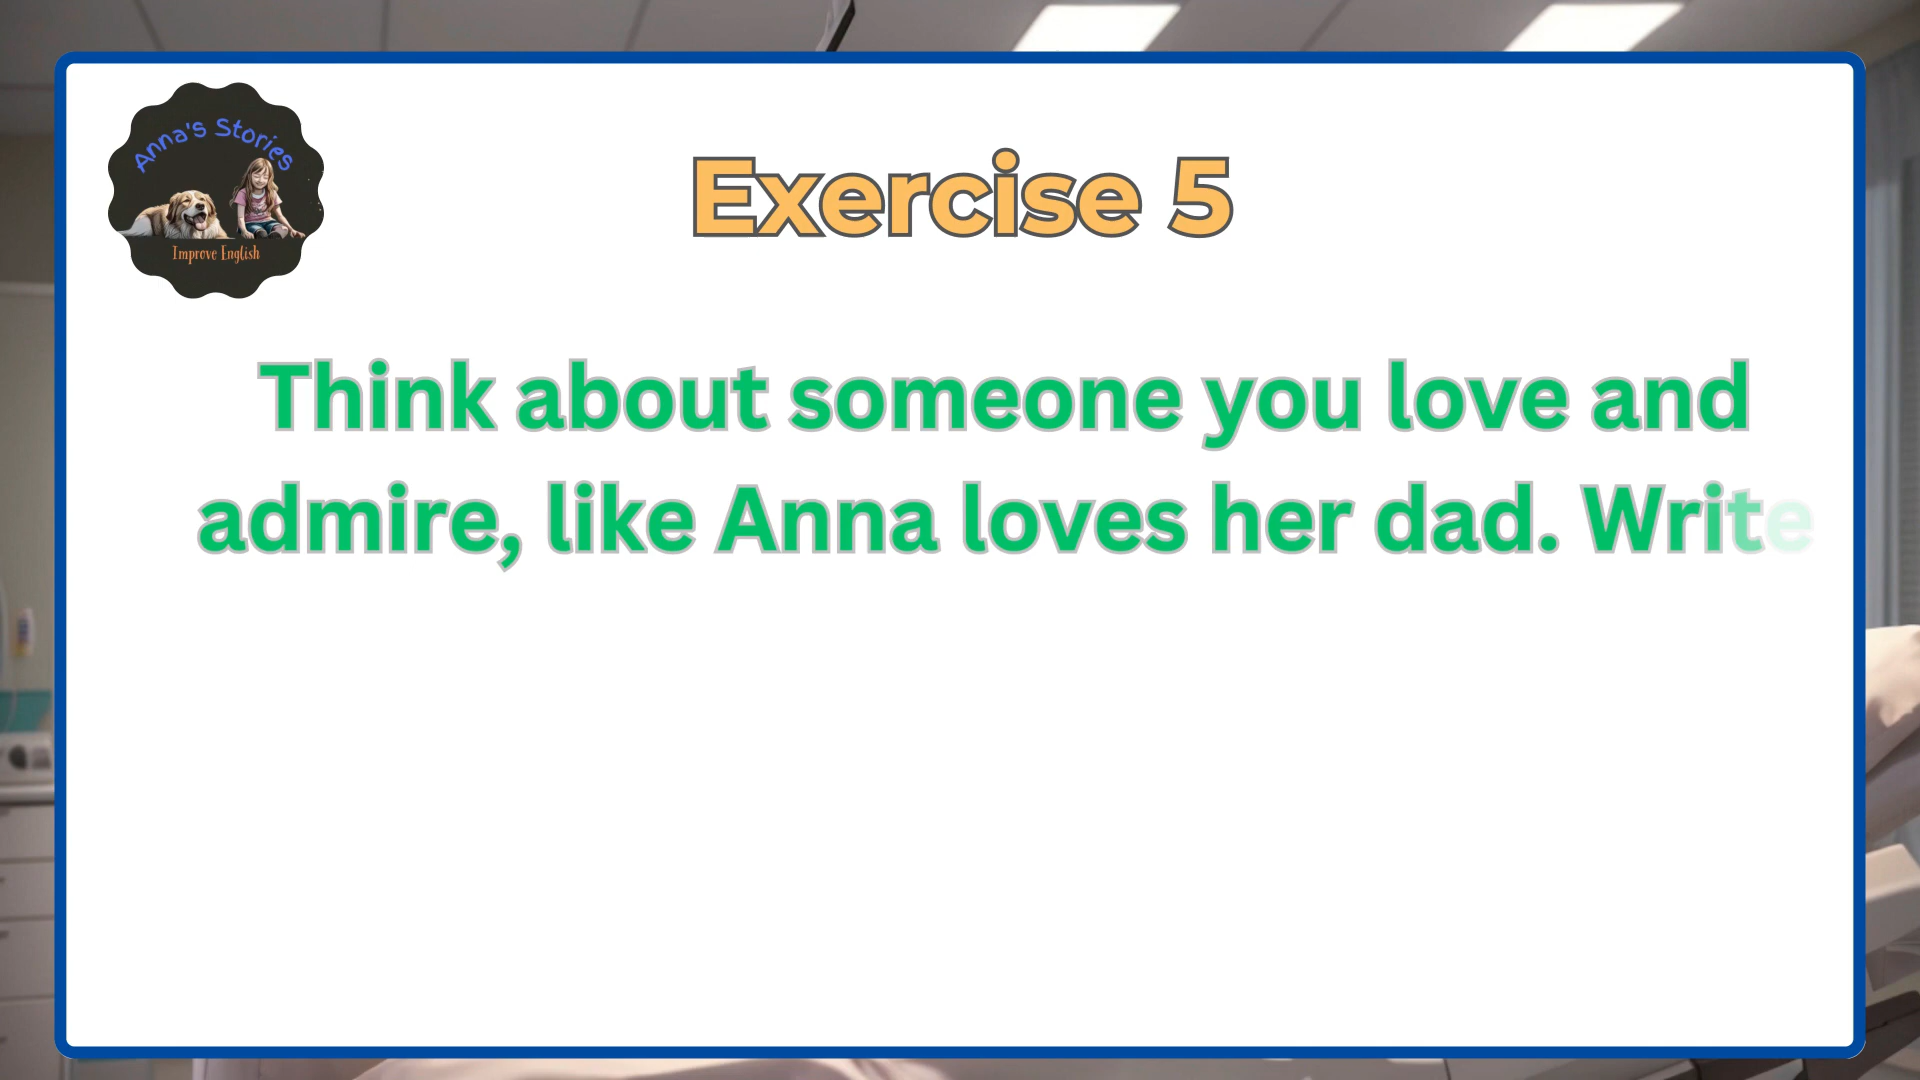 Anna's Stories
Improve English
Exercise 5
Think about someone you love and
admire, like Anna loves her dad. Write